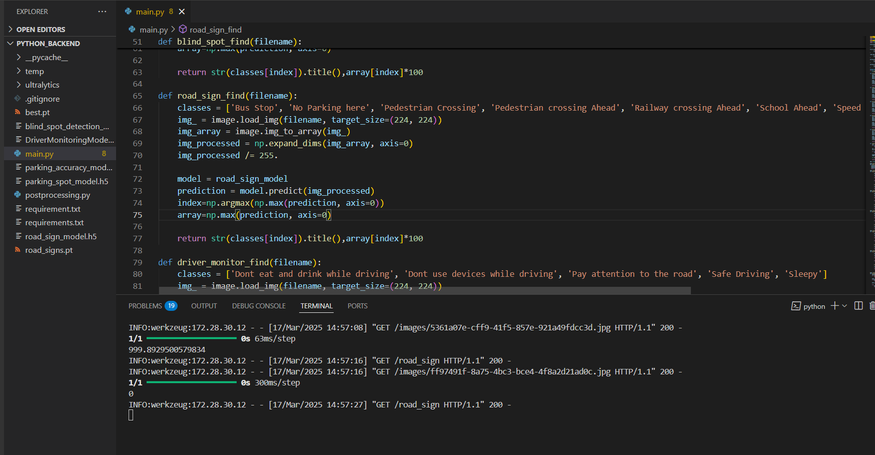 EXPLORER
OPEN EDITORS
PYTHON_BACKEND
__pycache__
temp
ultralytics
.gitignore
best.pt
blind_spot_detection_...
DriverMonitoringMode...
main.py 8
parking_accuracy_mod...
parking_spot_model.h5
postprocessing.py
requirement.txt
requirements.txt
road_sign_model.h5
road_signs.pt
main.py 8 ×
main.py > road_sign_find
51 def blind_spot_find(filename):
61 array=np.max(prediction, axis=0)
62
63 return str(classes[index]).title(),array[index]*100
64
65 def road_sign_find(filename):
66 classes = ['Bus Stop', 'No Parking here', 'Pedestrian Crossing', 'Pedestrian crossing Ahead', 'Railway crossing Ahead', 'School Ahead', 'Speed
67 img_ = image.load_img(filename, target_size=(224, 224))
68 img_array = image.img_to_array(img_)
69 img_processed = np.expand_dims(img_array, axis=0)
70 img_processed /= 255.
71
72 model = road_sign_model
73 prediction = model.predict(img_processed)
74 index=np.argmax(np.max(prediction, axis=0))
75 array=np.max(prediction, axis=0)
76
77 return str(classes[index]).title(),array[index]*100
78
79 def driver_monitor_find(filename):
80 classes = ['Dont eat and drink while driving', 'Dont use devices while driving', 'Pay attention to the road', 'Safe Driving', 'Sleepy']
81 img_ = image.load_img(filename, target_size=(224, 224))
PROBLEMS 19 OUTPUT DEBUG CONSOLE TERMINAL PORTS
python
INFO:werkzeug:172.28.30.12 - - [17/Mar/2025 14:57:08] "GET /images/5361a07e-cff9-41f5-857e-921a49fdcc3d.jpg HTTP/1.1" 200 -
1/1 0s 63ms/step
999.8929500579834
INFO:werkzeug:172.28.30.12 - - [17/Mar/2025 14:57:16] "GET /road_sign HTTP/1.1" 200 -
INFO:werkzeug:172.28.30.12 - - [17/Mar/2025 14:57:16] "GET /images/ff97491f-8a75-4bc3-bce4-4f8a2d21ad0c.jpg HTTP/1.1" 200 -
1/1 0s 300ms/step
0
INFO:werkzeug:172.28.30.12 - - [17/Mar/2025 14:57:27] "GET /road_sign HTTP/1.1" 200 -